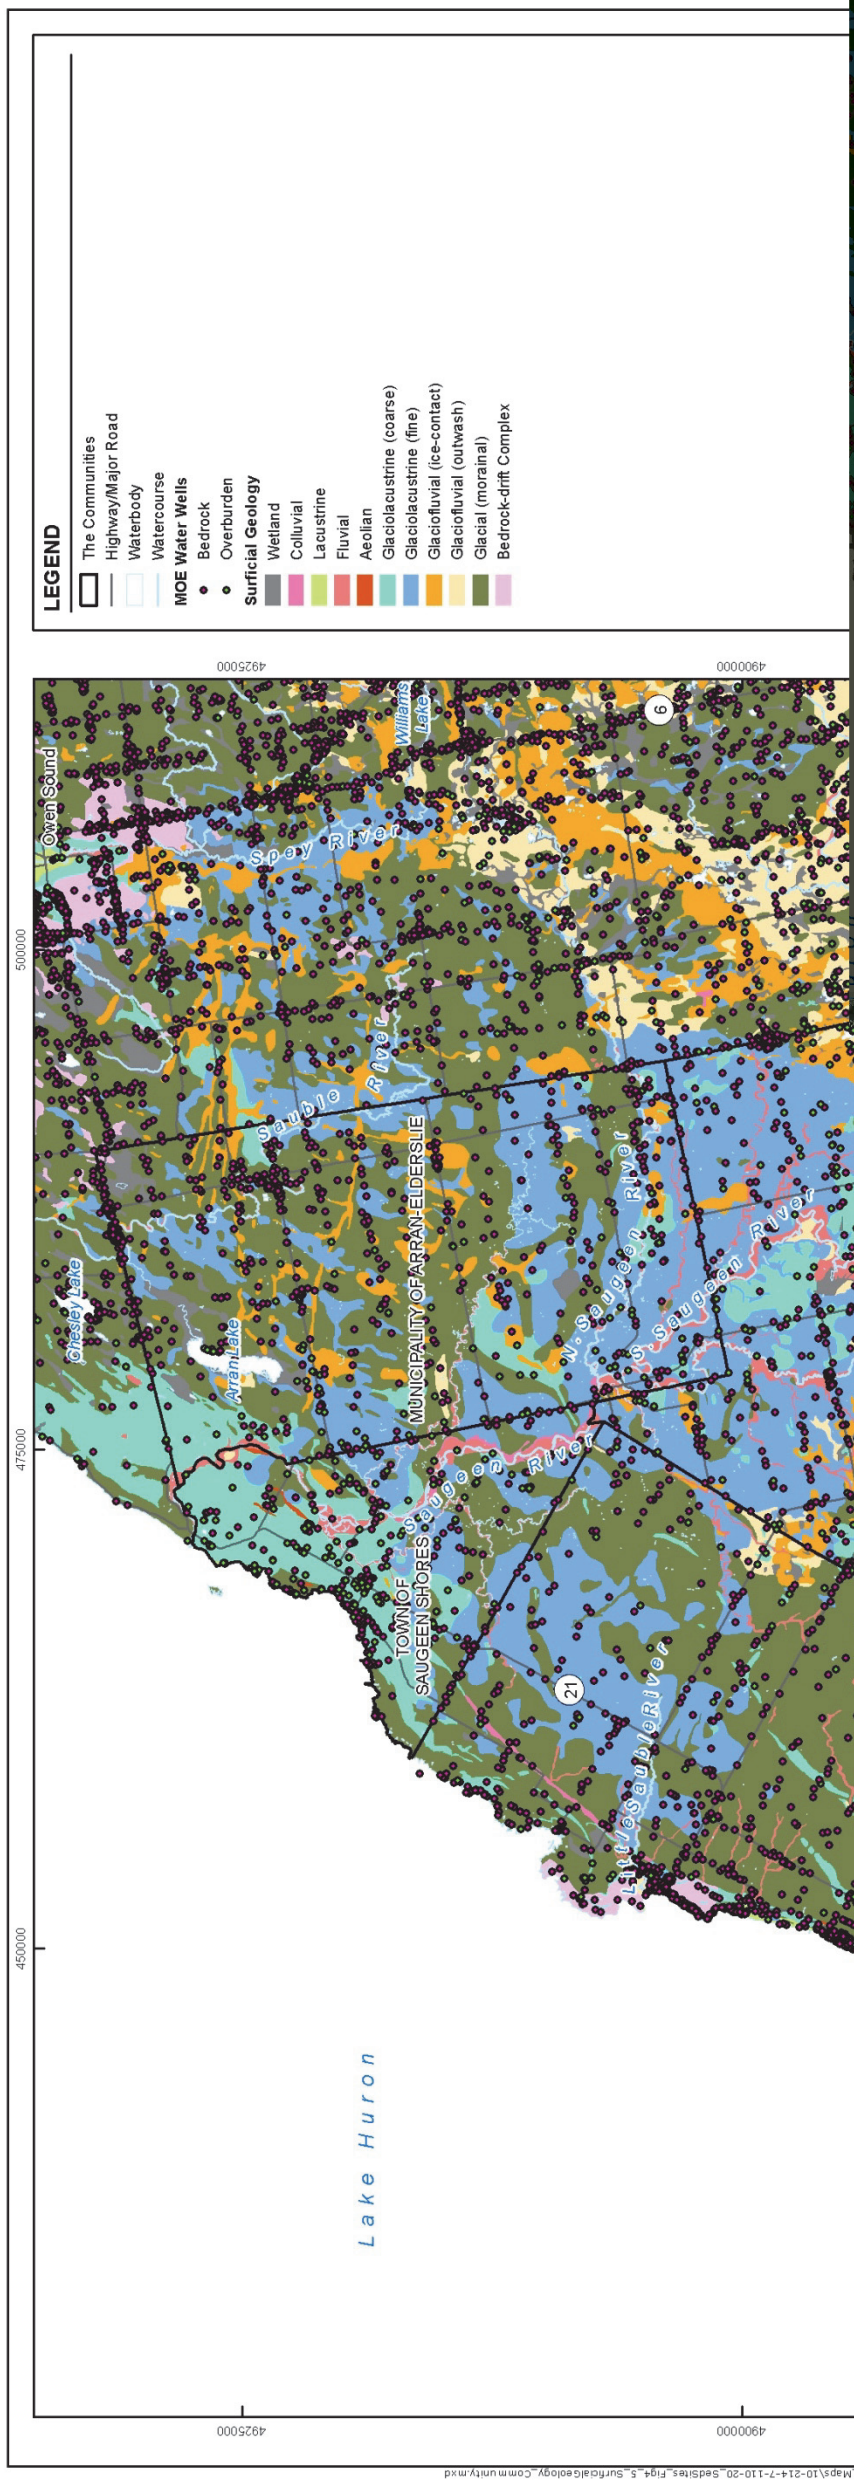 LEGEND
The Communities
Highway/Major Road
Waterbody
Watercourse
MOE Water Wells
Bedrock
Overburden
Surficial Geology
Wetland
Colluvial
Lacustrine
Fluvial
Aeolian
Glaciolacustrine (coarse)
Glaciolacustrine (fine)
Glaciofluvial (ice-contact)
Glaciofluvial (outwash)
Glacial (morainal)
Bedrock-drift Complex
4925000
4900000
Owen Sound
Williams
Lake
6
Spey River
500000
Sauble River
MUNICIPALITY OF ARRAN-ELDERSLIE
N. Saugeen River
S Saugeen River
Chesley Lake
Arran Lake
475000
Saugeen River
TOWN OF
SAUGEEN SHORES
21
Little Sauble River
450000
Lake Huron
4925000
4900000
Maps\10-214-7-110-20_SedSites_Fig4_5_SurficialGeology_Community.mxd